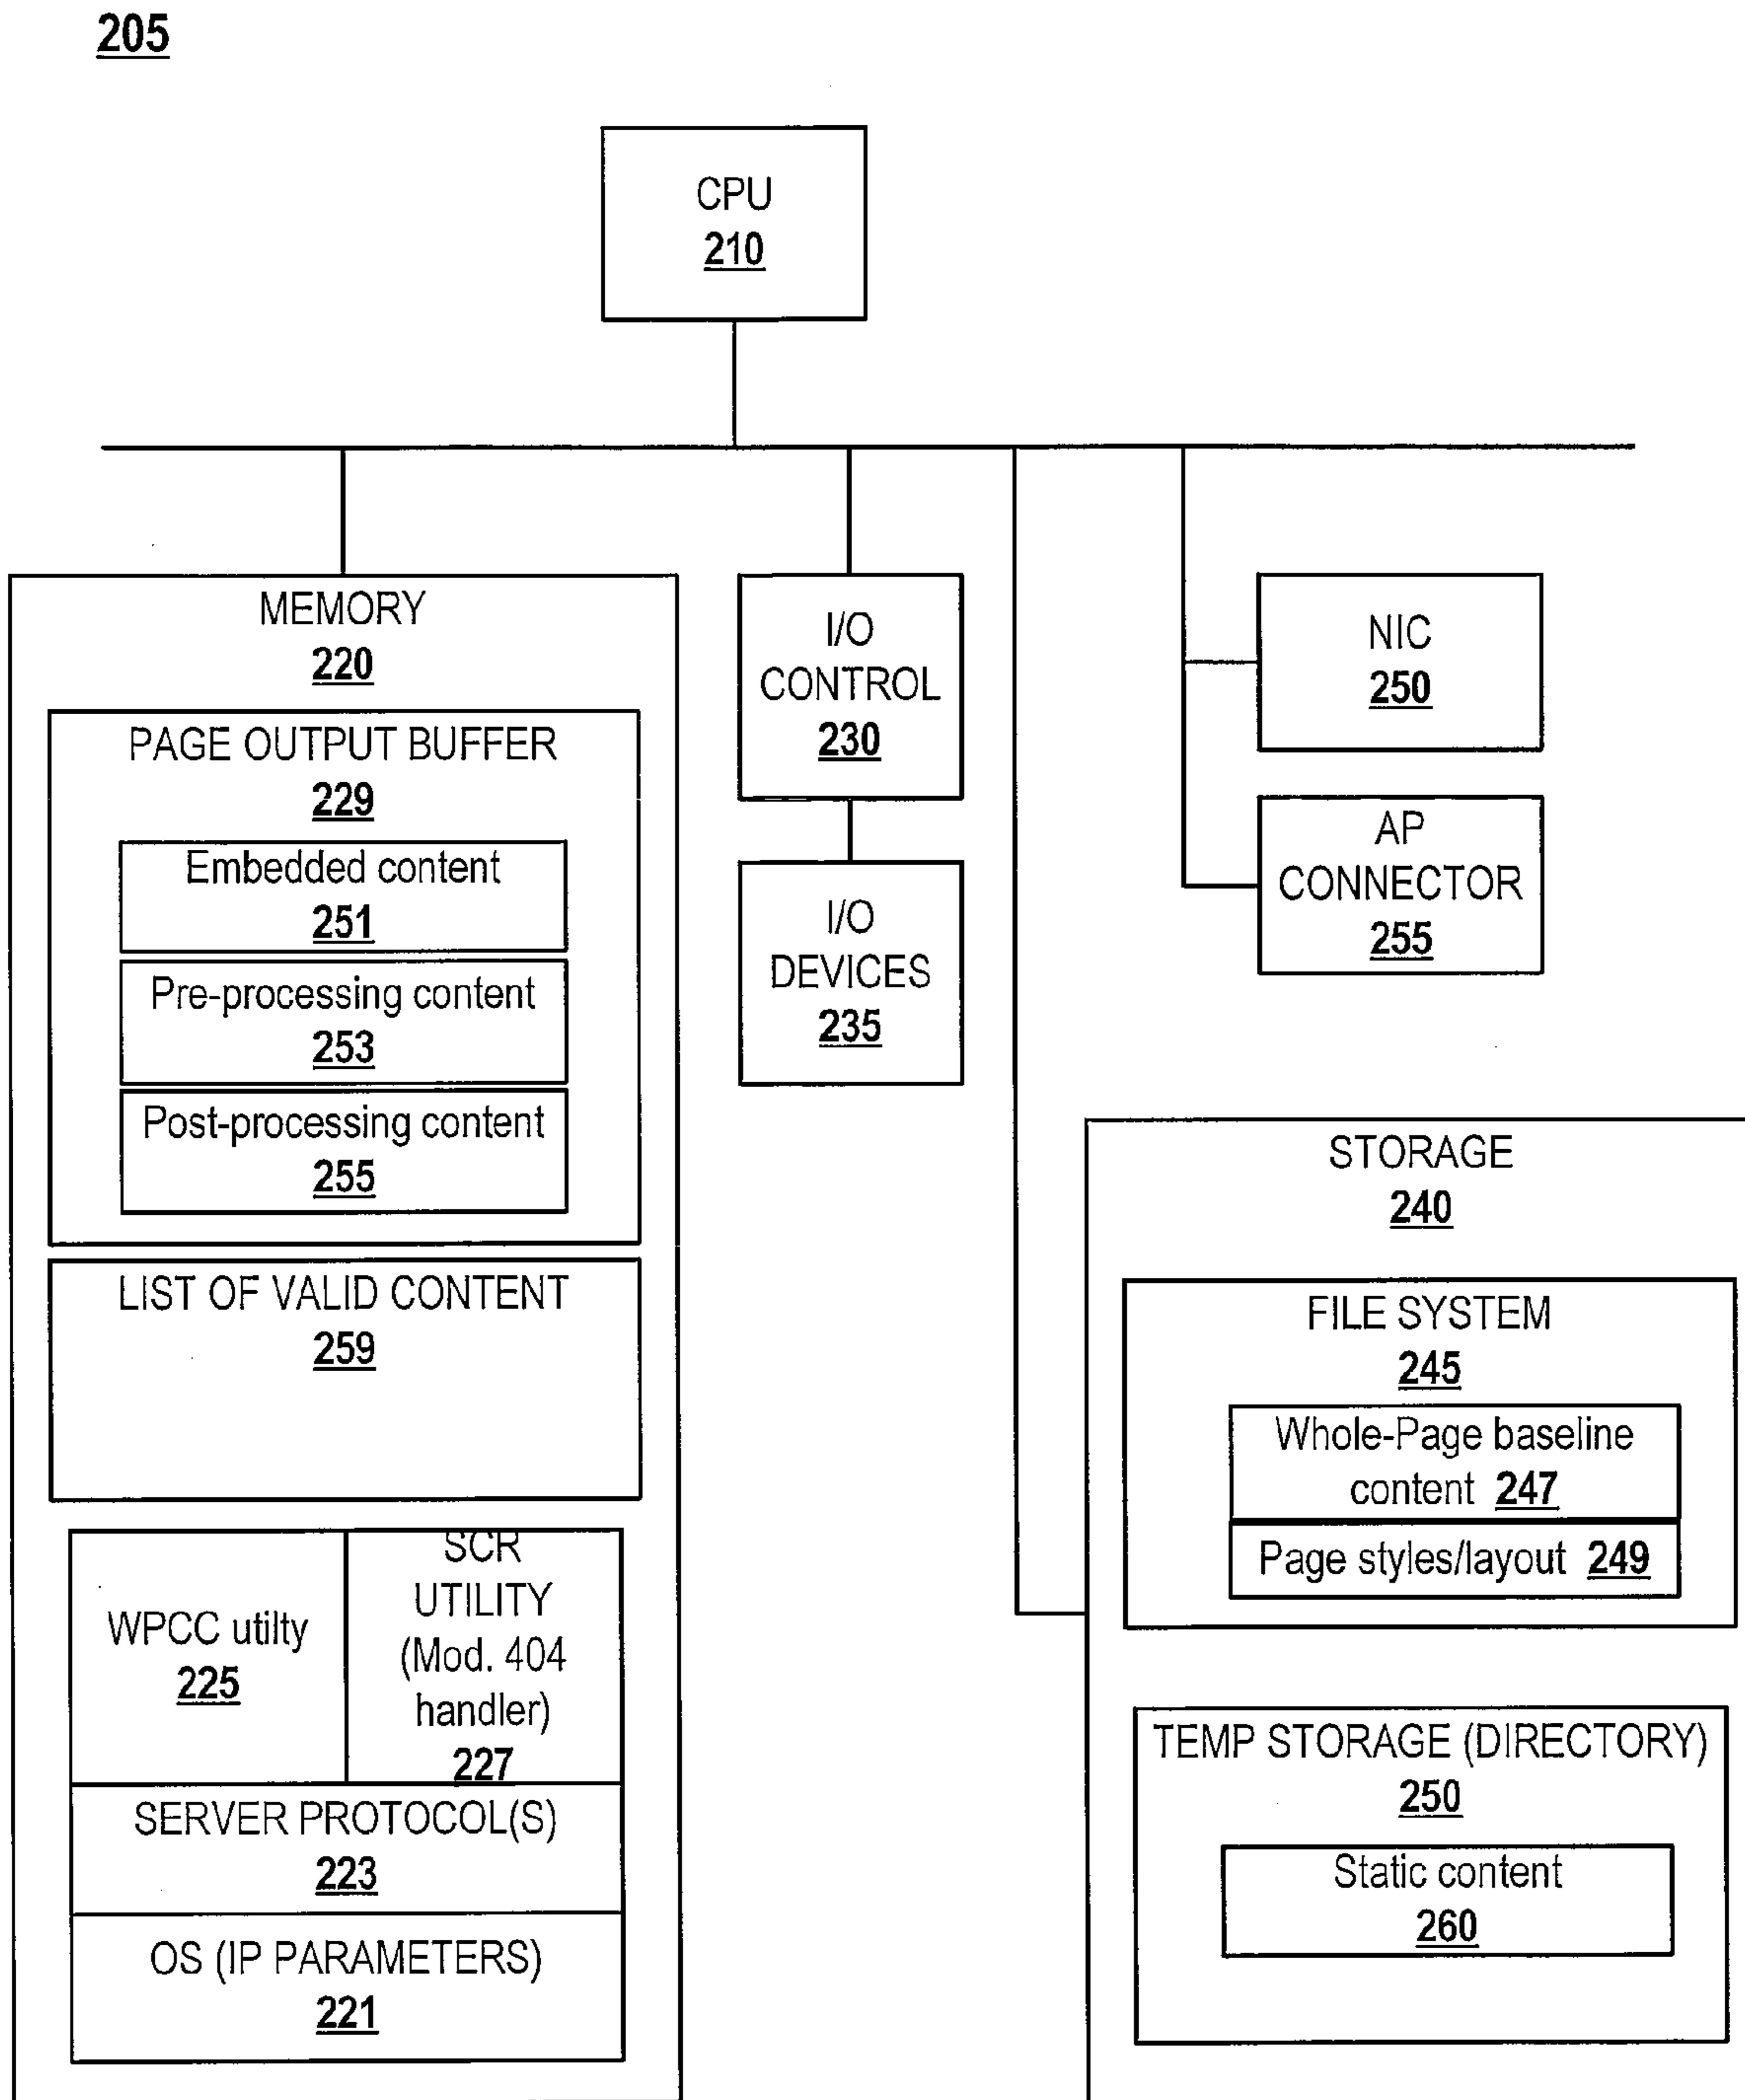 205
CPU
210
MEMORY
220
PAGE OUTPUT BUFFER
229
Embedded content
251
Pre-processing content
253
Post-processing content
255
LIST OF VALID CONTENT
259
WPCC utilty
225
SCR
UTILITY
(Mod. 404
handler)
227
SERVER PROTOCOL(S)
223
OS (IP PARAMETERS)
221
I/O
CONTROL
230
I/O
DEVICES
235
NIC
250
AP
CONNECTOR
255
STORAGE
240
FILE SYSTEM
245
Whole-Page baseline
content 247
Page styles/layout 249
TEMP STORAGE (DIRECTORY)
250
Static content
260